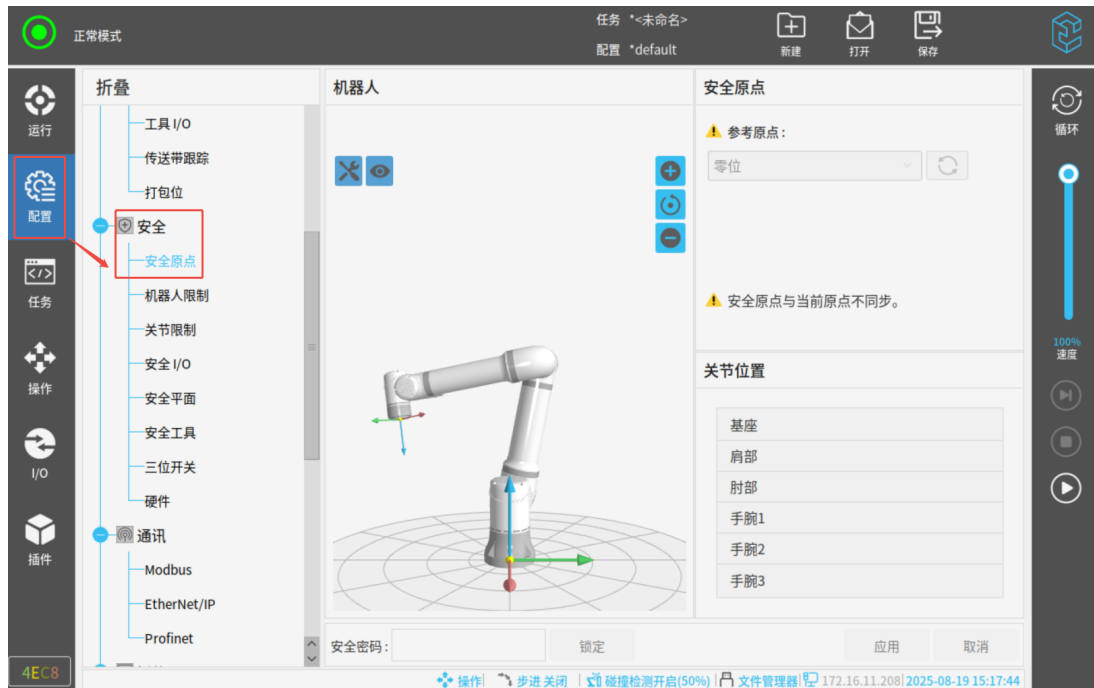 正常模式
任务 *<未命名>
配置 *default
新建
打开
保存
运行
配置
任务
操作
I/O
插件
4EC8
折叠
工具 I/O
传送带跟踪
打包位
安全
安全原点
机器人限制
关节限制
安全 I/O
安全平面
安全工具
三位开关
硬件
通讯
Modbus
EtherNet/IP
Profinet
机器人
安全原点
参考原点：
零位
安全原点与当前原点不同步。
关节位置
基座
肩部
肘部
手腕1
手腕2
手腕3
安全密码：
锁定
应用
取消
循环
100%
速度
操作 步进 关闭 碰撞检测开启(50%) 文件管理器 172.16.11.208 2025-08-19 15:17:44